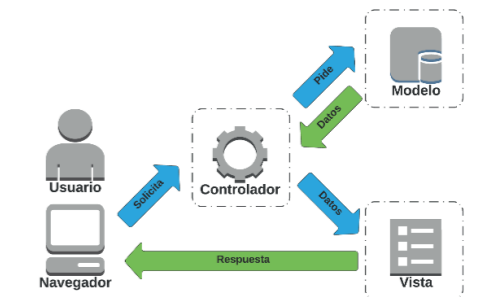 Pide
Modelo
Datos
Usuario
Solicita
Controlador
Datos
Respuesta
Navegador
Vista